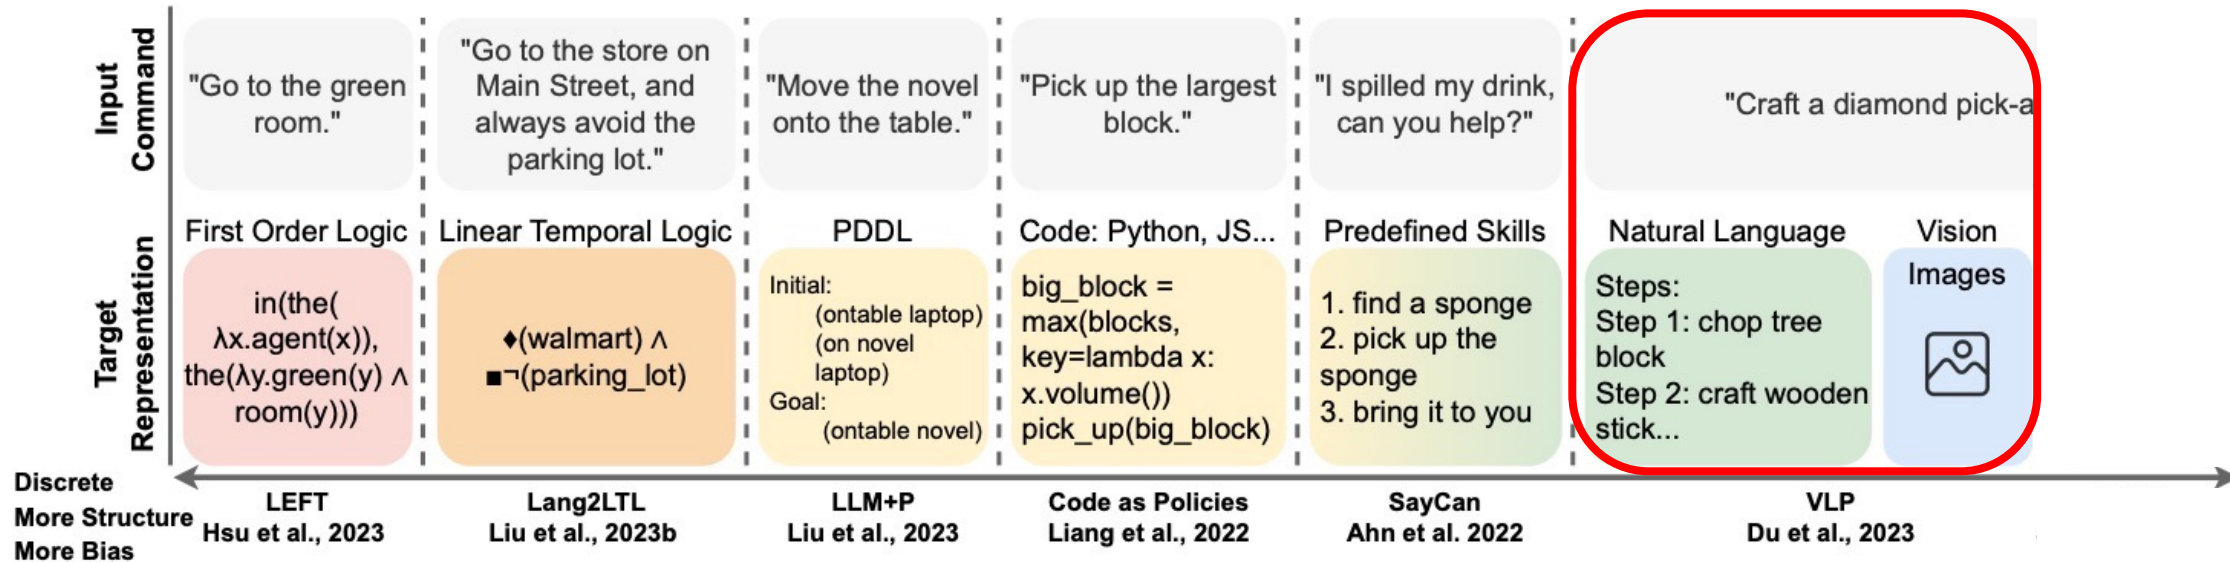 Input
Command
"Go to the green
room."
"Go to the store on
Main Street, and
always avoid the
parking lot."
"Move the novel
onto the table."
"Pick up the largest
block."
"I spilled my drink,
can you help?"
"Craft a diamond pick-a
Target
Representation
First Order Logic
in(the(
λx.agent(x)),
the(λy.green(y) ∧
room(y)))
Linear Temporal Logic
♦(walmart) ∧
■¬(parking_lot)
PDDL
Initial:
(ontable laptop)
(on novel
laptop)
Goal:
(ontable novel)
Code: Python, JS...
big_block =
max(blocks,
key=lambda x:
x.volume())
pick_up(big_block)
Predefined Skills
1. find a sponge
2. pick up the
sponge
3. bring it to you
Natural Language
Steps:
Step 1: chop tree
block
Step 2: craft wooden
stick...
Vision
Images
Discrete
More Structure
More Bias
LEFT
Hsu et al., 2023
Lang2LTL
Liu et al., 2023b
LLM+P
Liu et al., 2023
Code as Policies
Liang et al., 2022
SayCan
Ahn et al. 2022
VLP
Du et al., 2023